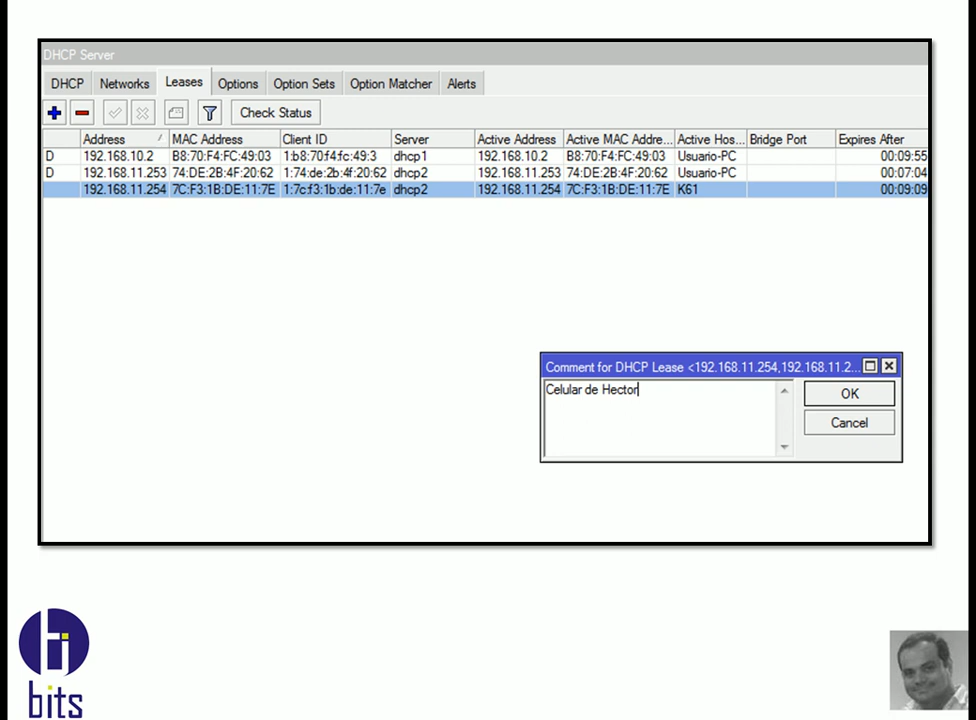 DHCP Server
DHCP Networks Leases Options Option Sets Option Matcher Alerts
Check Status
Address MAC Address Client ID Server Active Address Active MAC Addre... Active Hos... Bridge Port Expires After
D 192.168.10.2 B8:70:F4:FC:49:03 1:b8:70:f4:fc:49:3 dhcp1 192.168.10.2 B8:70:F4:FC:49:03 Usuario-PC 00:09:55
D 192.168.11.253 74:DE:2B:4F:20:62 1:74:de:2b:4f:20:62 dhcp2 192.168.11.253 74:DE:2B:4F:20:62 Usuario-PC 00:07:04
192.168.11.254 7C:F3:1B:DE:11:7E 1:7c:f3:1b:de:11:7e dhcp2 192.168.11.254 7C:F3:1B:DE:11:7E K61 00:09:09
Comment for DHCP Lease <192.168.11.254,192.168.11.2...
Celular de Hector
OK
Cancel
bits